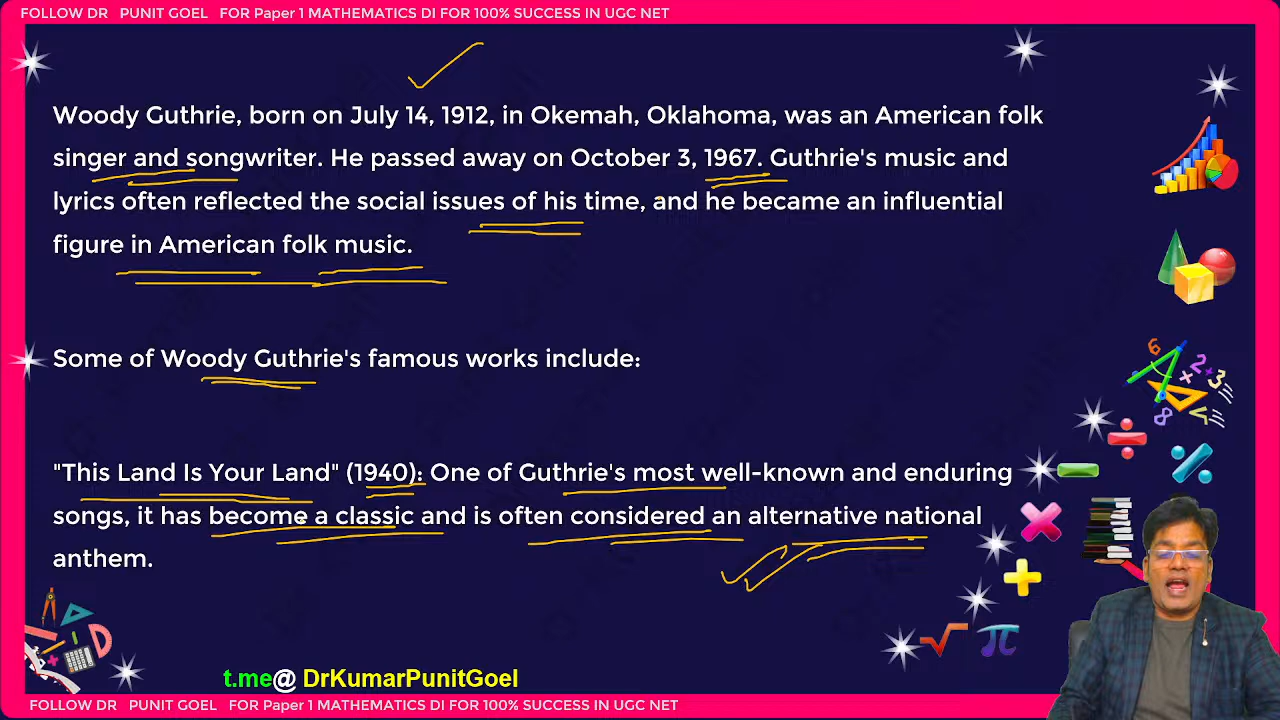 FOLLOW DR PUNIT GOEL FOR Paper 1 MATHEMATICS DI FOR 100% SUCCESS IN UGC NET
Woody Guthrie, born on July 14, 1912, in Okemah, Oklahoma, was an American folk
singer and songwriter. He passed away on October 3, 1967. Guthrie's music and
lyrics often reflected the social issues of his time, and he became an influential
figure in American folk music.
Some of Woody Guthrie's famous works include:
"This Land Is Your Land" (1940): One of Guthrie's most well-known and enduring
songs, it has become a classic and is often considered an alternative national
anthem.
t.me@ DrKumarPunitGoel
FOLLOW DR PUNIT GOEL FOR Paper 1 MATHEMATICS DI FOR 100% SUCCESS IN UGC NET